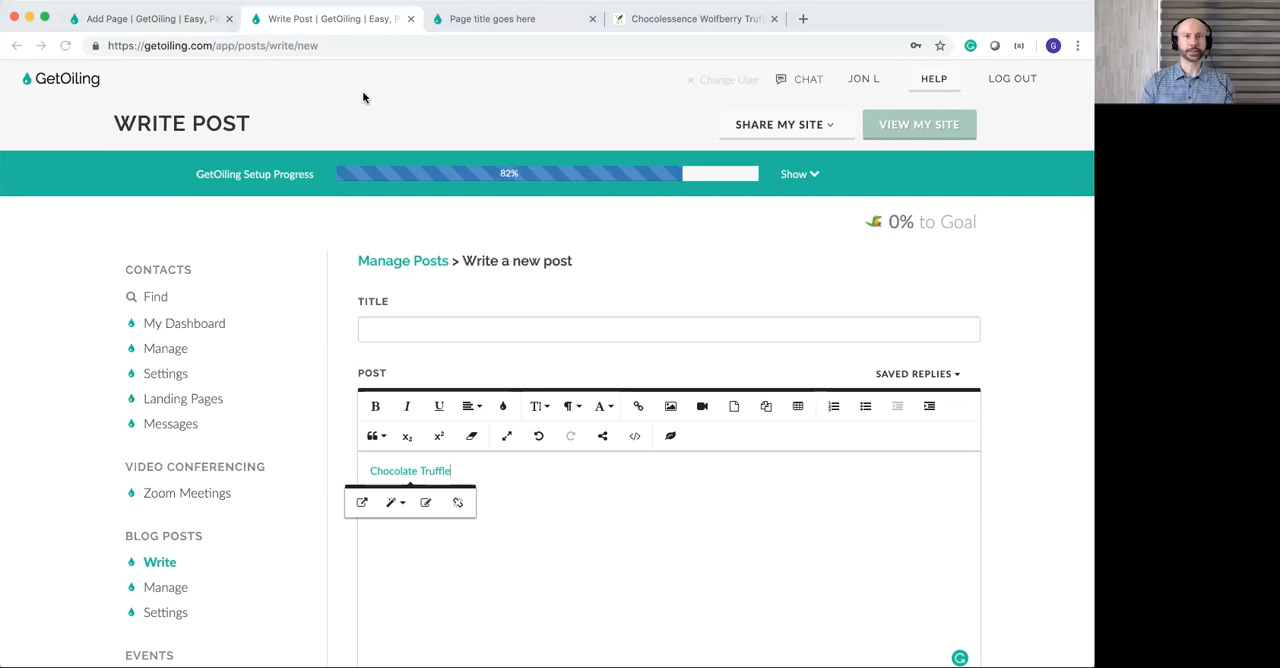 Add Page | GetOiling | Easy, Pe
Write Post | GetOiling | Easy, P
Page title goes here
Chocolessence Wolfberry Truf
https://getoiling.com/app/posts/write/new
G
GetOiling
× Change User
CHAT
JON L
HELP
LOG OUT
WRITE POST
SHARE MY SITE
VIEW MY SITE
GetOiling Setup Progress
82%
Show
0% to Goal
CONTACTS
Find
My Dashboard
Manage
Settings
Landing Pages
Messages
VIDEO CONFERENCING
Zoom Meetings
BLOG POSTS
Write
Manage
Settings
EVENTS
Manage Posts > Write a new post
TITLE
POST
SAVED REPLIES
Chocolate Truffle